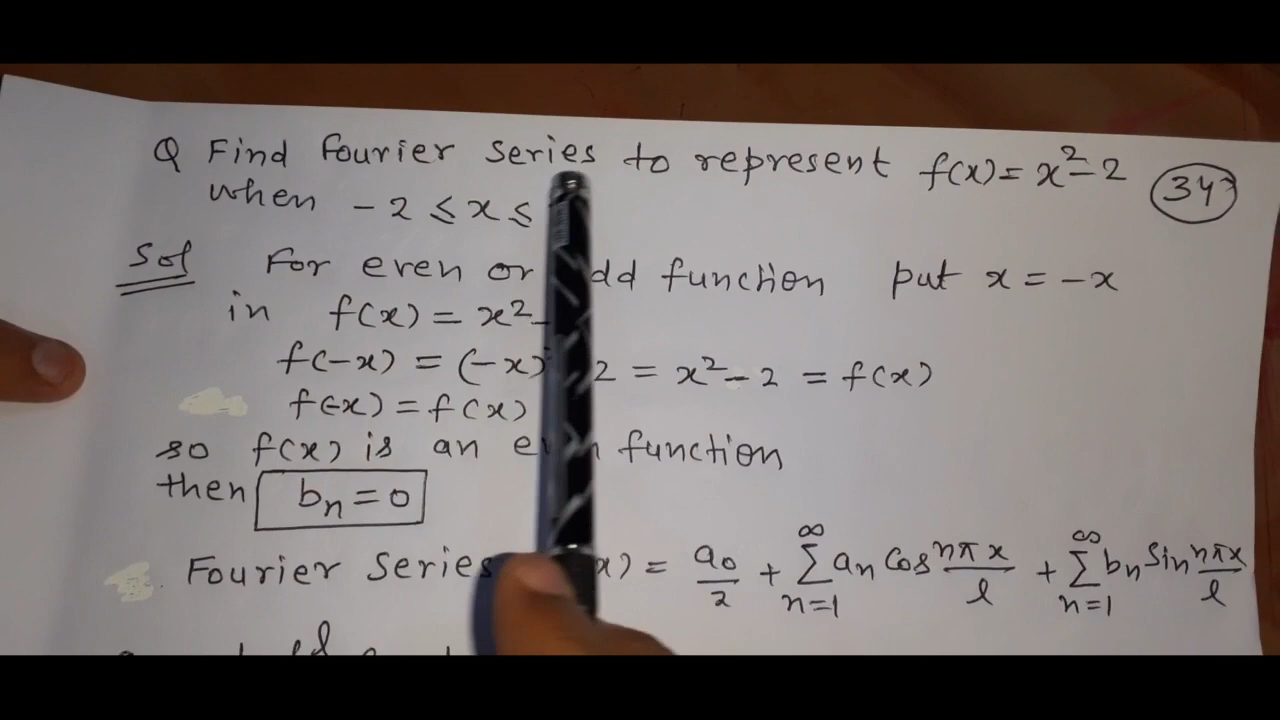 Q Find Fourier series to represent f(x) = x² - 2 (34)
when -2 ≤ x ≤
Sol For even or odd function put x = -x
in f(x) = x² -
f(-x) = (-x) 2 = x² - 2 = f(x)
f(-x) = f(x)
so f(x) is an even function
then bn = 0
Fourier Series (x) = a₀/2 + ∑_{n=1}^{∞} an cos nπx/l + ∑_{n=1}^{∞} bn sin nπx/l